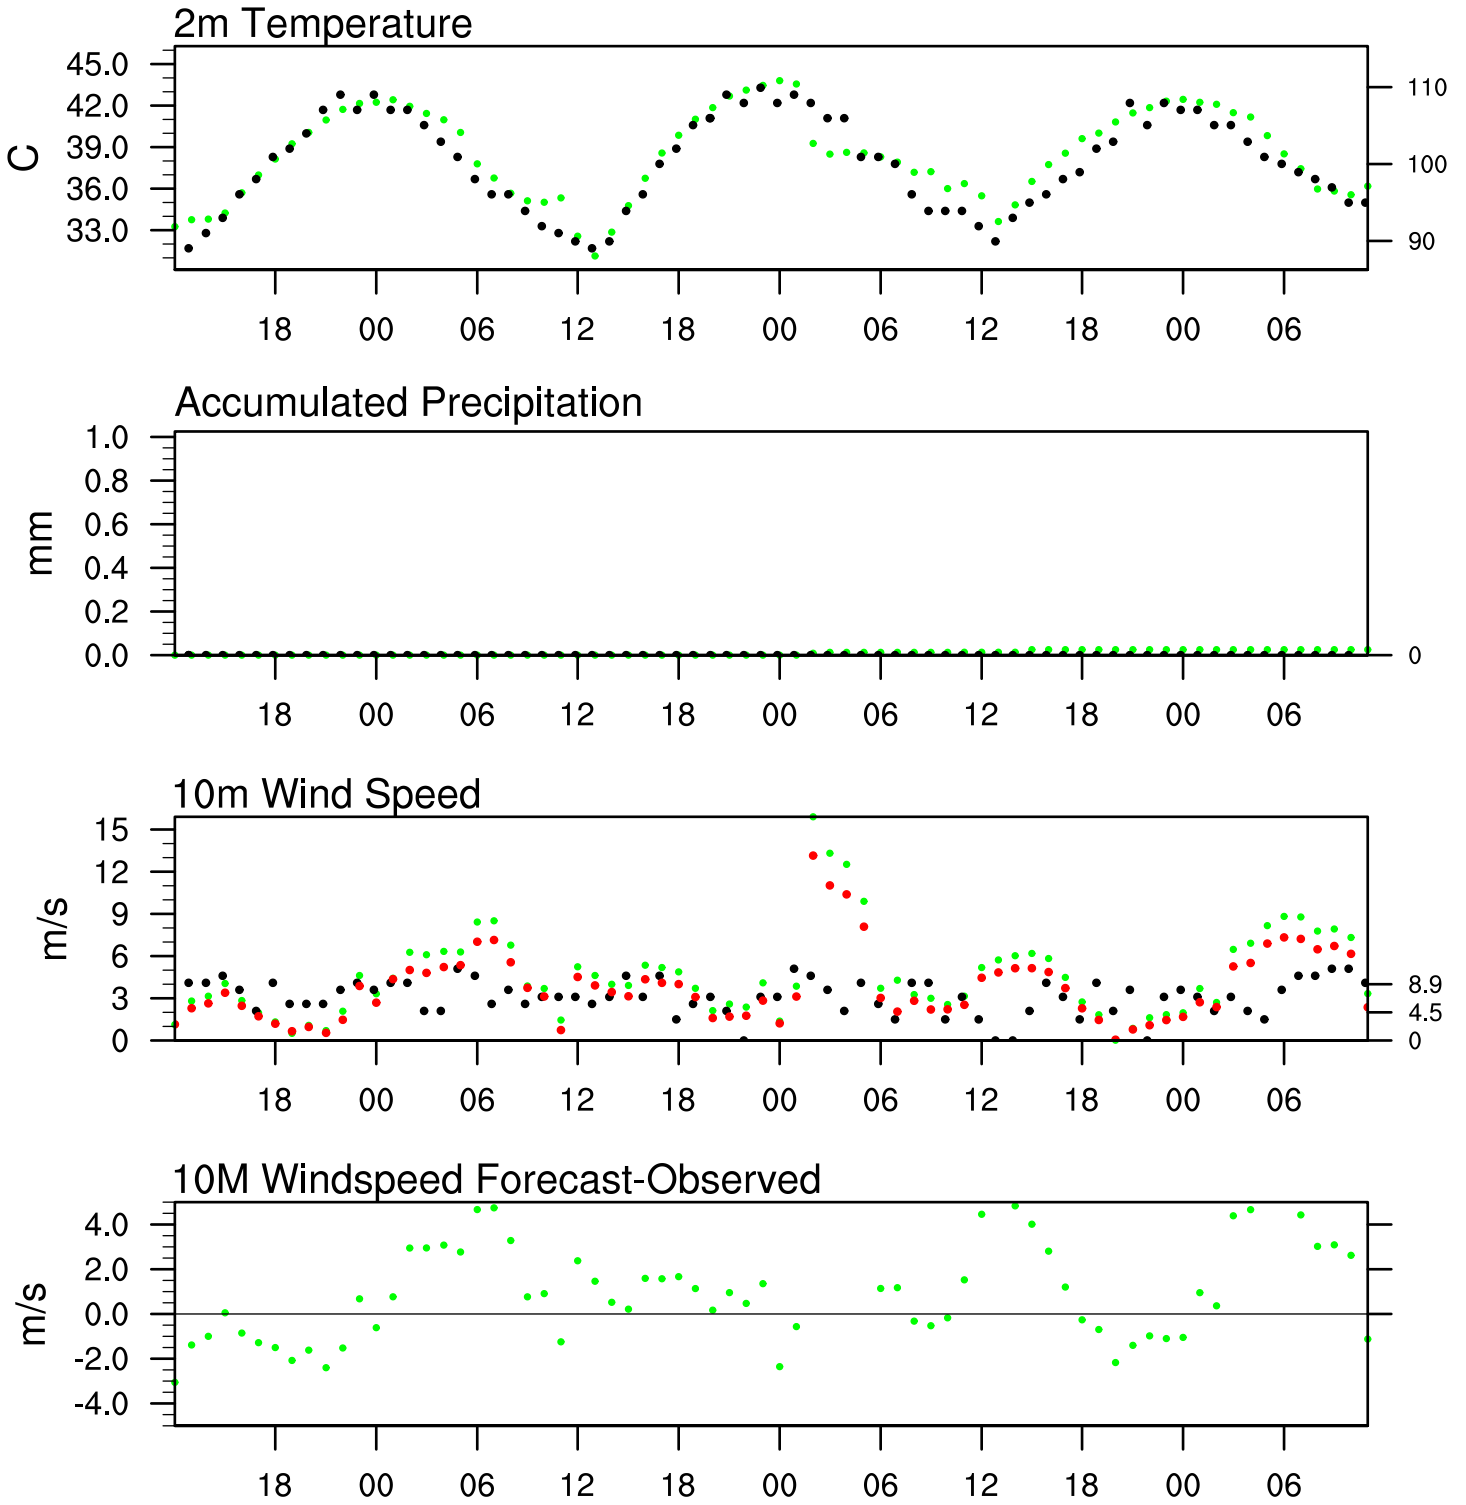 2m Temperature
45.0
42.0
39.0
36.0
33.0
C
110
100
90
18 00 06 12 18 00 06 12 18 00 06
Accumulated Precipitation
1.0
0.8
0.6
0.4
0.2
0.0
mm
0
18 00 06 12 18 00 06 12 18 00 06
10m Wind Speed
15
12
9
6
3
0
m/s
8.9
4.5
0
18 00 06 12 18 00 06 12 18 00 06
10M Windspeed Forecast-Observed
4.0
2.0
0.0
-2.0
-4.0
m/s
18 00 06 12 18 00 06 12 18 00 06